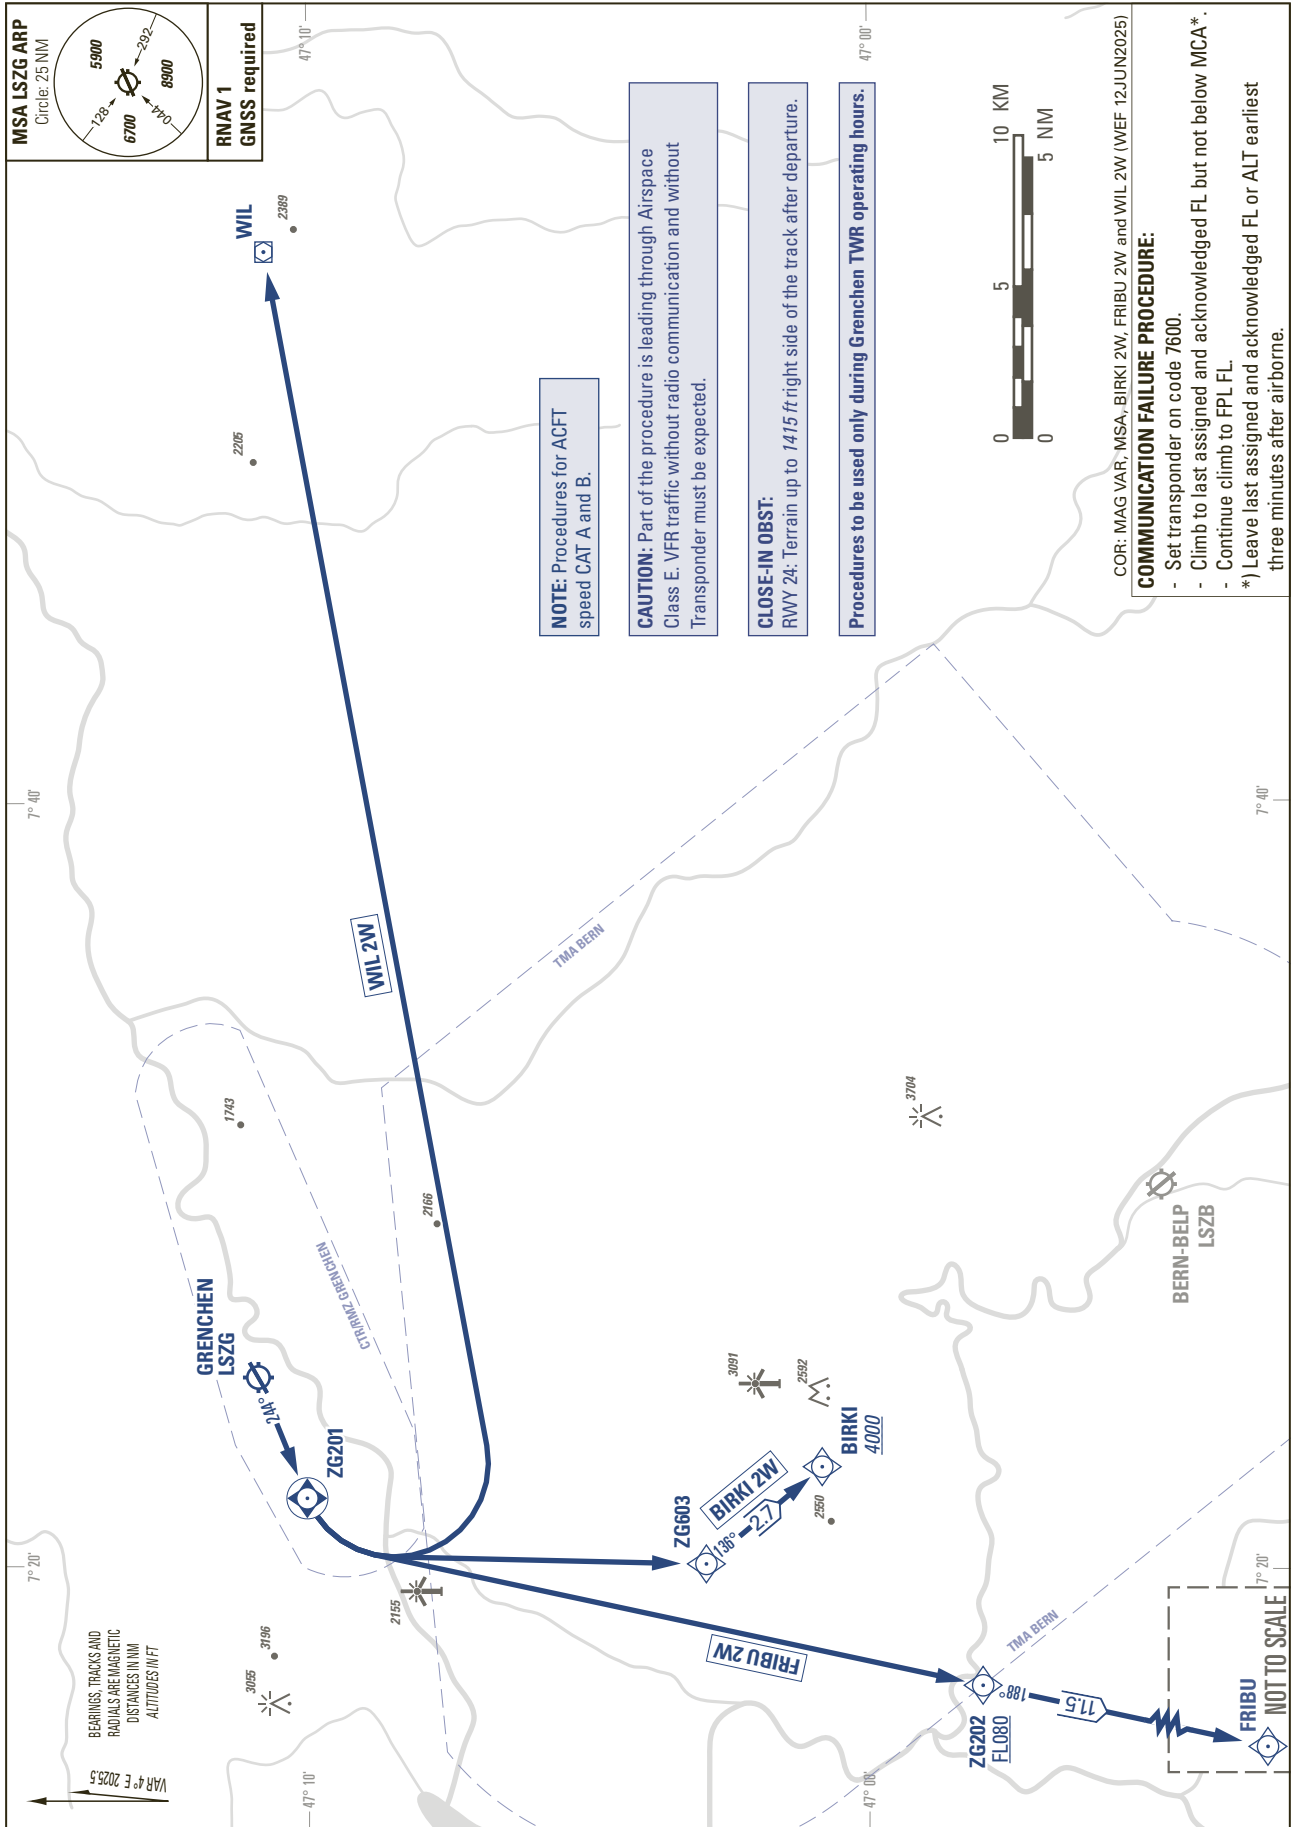 BEARINGS, TRACKS AND
RADIALS ARE MAGNETIC
DISTANCES IN NM
ALTITUDES IN FT
VAR 4° E 2025.5
7° 20'
7° 40'
MSA LSZG ARP
Circle: 25 NM
128
5900
292
6700
8900
044
RNAV 1
GNSS required
47° 10'
47° 10'
3055
3196
GRENCHEN
LSZG
244°
ZG201
1743
2205
WIL
2389
CTR/RMZ GRENCHEN
2155
2166
WIL 2W
TMA BERN
NOTE: Procedures for ACFT
speed CAT A and B.
CAUTION: Part of the procedure is leading through Airspace
Class E. VFR traffic without radio communication and without
Transponder must be expected.
CLOSE-IN OBST:
RWY 24: Terrain up to 1415 ft right side of the track after departure.
Procedures to be used only during Grenchen TWR operating hours.
FRIBU 2W
ZG603
BIRKI 2W
136°
2.7
3091
2592
2550
BIRKI
4000
3704
47° 00'
47° 00'
ZG202
FL080
188°
11.5
TMA BERN
BERN-BELP
LSZB
0 5 10 KM
0 5 NM
COR: MAG VAR, MSA, BIRKI 2W, FRIBU 2W and WIL 2W (WEF 12JUN2025)
COMMUNICATION FAILURE PROCEDURE:
- Set transponder on code 7600.
- Climb to last assigned and acknowledged FL but not below MCA*.
- Continue climb to FPL FL.
*) Leave last assigned and acknowledged FL or ALT earliest
three minutes after airborne.
FRIBU
NOT TO SCALE
7° 20'
7° 40'